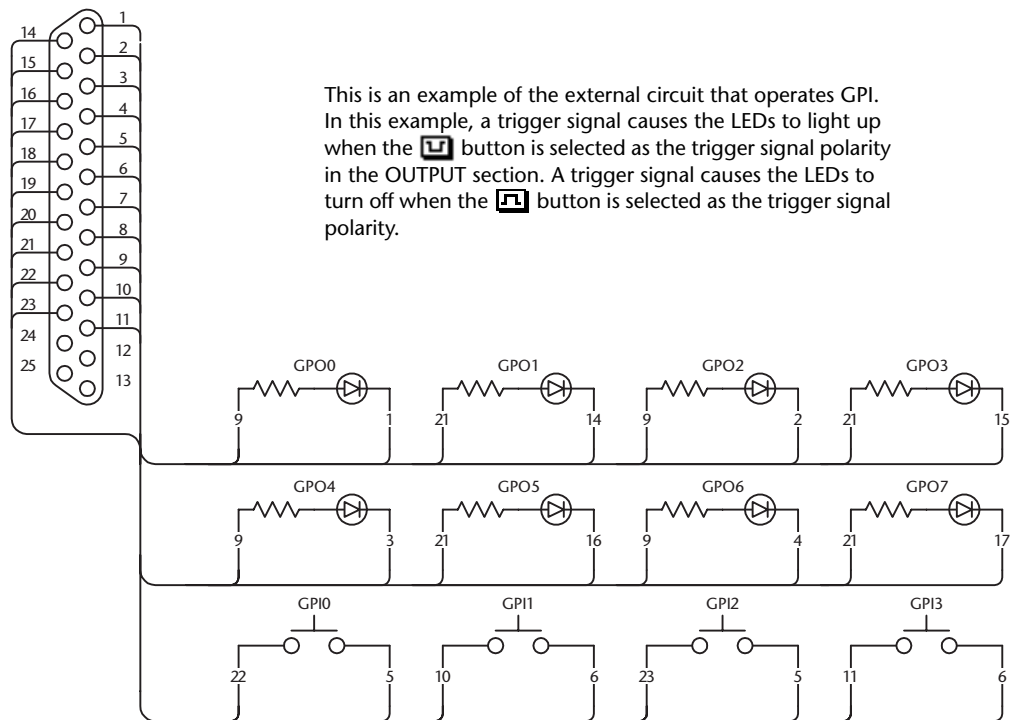 1
14
2
15
3
16
4
17
5
18
6
19
7
20
8
21
9
22
10
23
11
24
12
25
13
This is an example of the external circuit that operates GPI.
In this example, a trigger signal causes the LEDs to light up
when the button is selected as the trigger signal polarity
in the OUTPUT section. A trigger signal causes the LEDs to
turn off when the button is selected as the trigger signal
polarity.
GPO0 GPO1 GPO2 GPO3
9 1 21 14 9 2 21 15
GPO4 GPO5 GPO6 GPO7
9 3 21 16 9 4 21 17
GPI0 GPI1 GPI2 GPI3
22 5 10 6 23 5 11 6